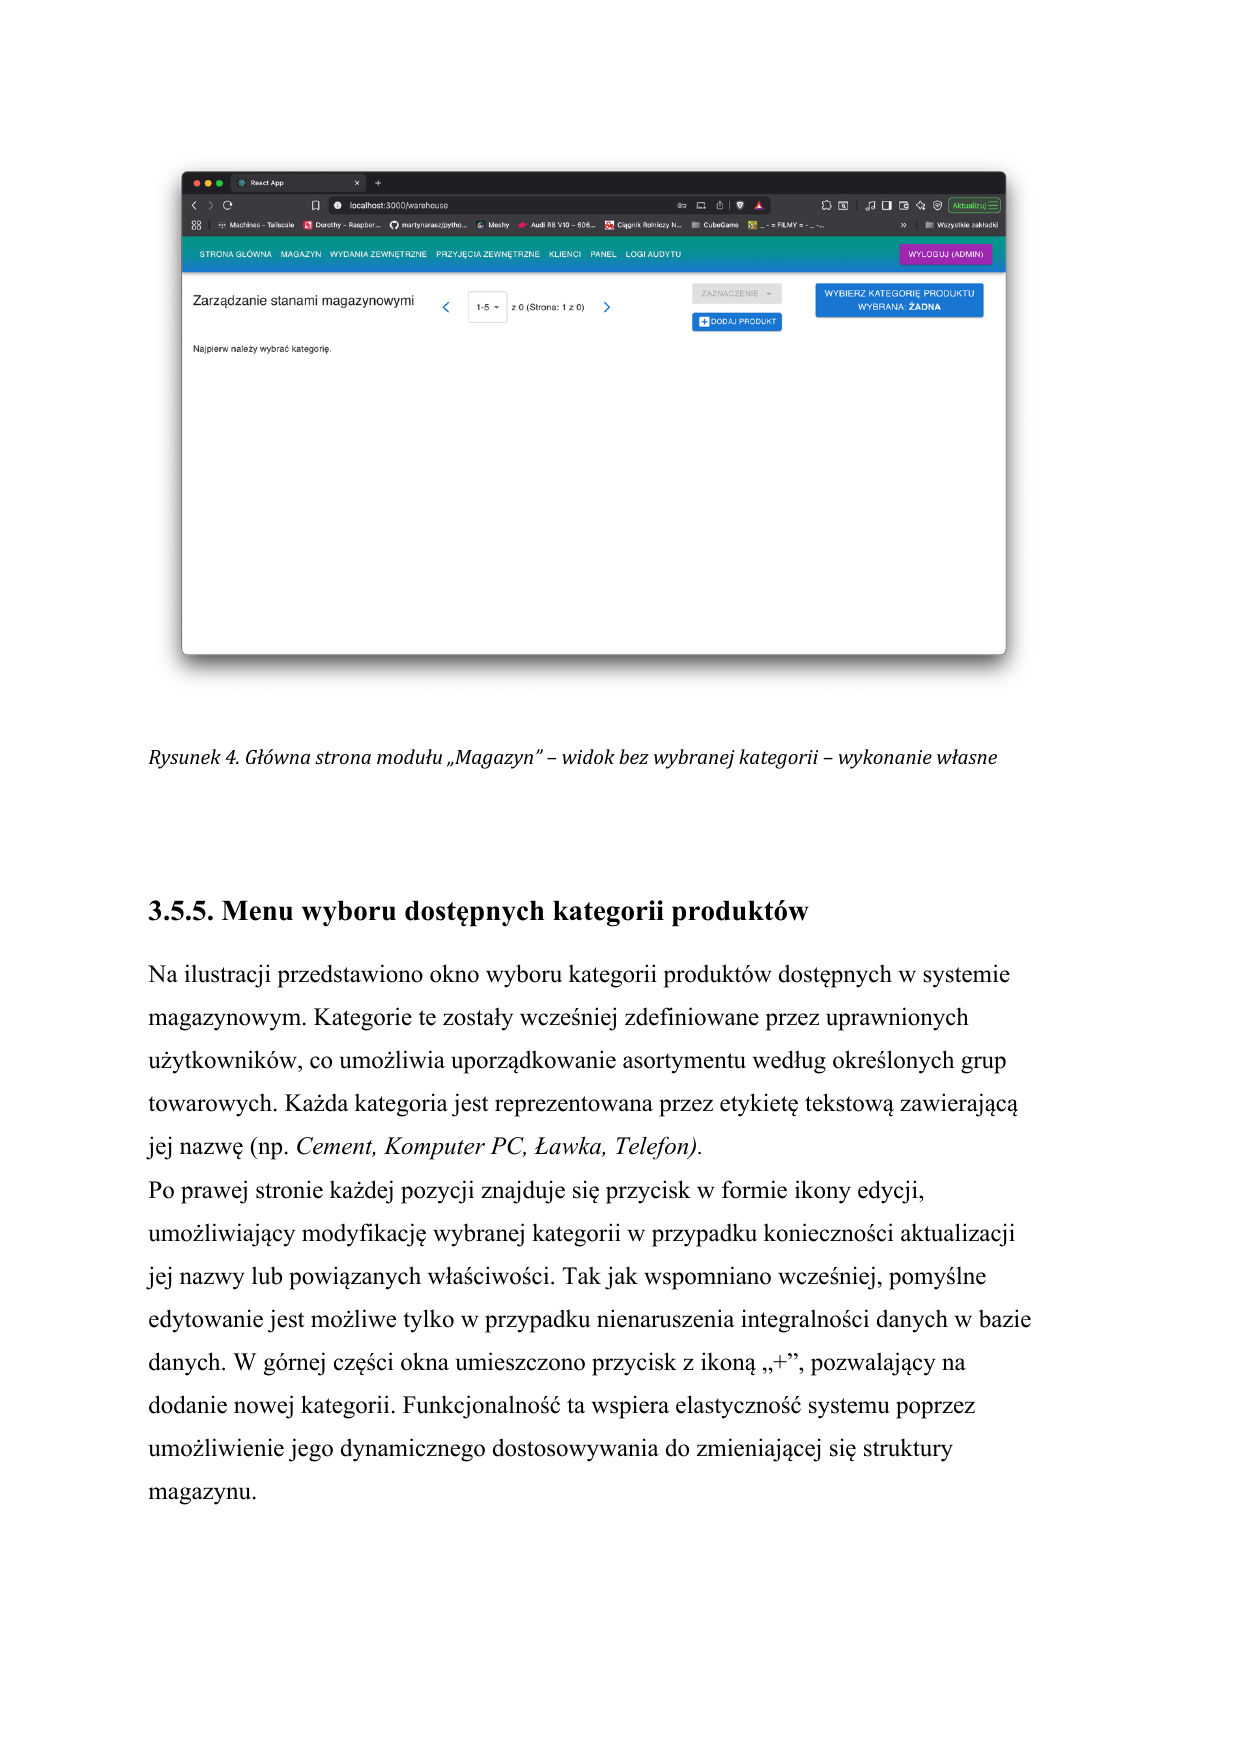 React App
localhost:3000/warehouse
Aktualizuj
Machines – Tailscale Dorothy – Raspber... martynarasz/pytho... Meshy Audi R8 V10 – 606... Ciągnik Rolniczy N... CubeGame _ - = FILMY = - _ -... » Wszystkie zakładki
STRONA GŁÓWNA MAGAZYN WYDANIA ZEWNĘTRZNE PRZYJĘCIA ZEWNĘTRZNE KLIENCI PANEL LOGI AUDYTU WYLOGUJ (ADMIN)
Zarządzanie stanami magazynowymi
1-5 z 0 (Strona: 1 z 0)
ZAZNACZENIE
DODAJ PRODUKT
WYBIERZ KATEGORIĘ PRODUKTU
WYBRANA: ŻADNA
Najpierw należy wybrać kategorię.
Rysunek 4. Główna strona modułu „Magazyn” – widok bez wybranej kategorii – wykonanie własne
3.5.5. Menu wyboru dostępnych kategorii produktów
Na ilustracji przedstawiono okno wyboru kategorii produktów dostępnych w systemie
magazynowym. Kategorie te zostały wcześniej zdefiniowane przez uprawnionych
użytkowników, co umożliwia uporządkowanie asortymentu według określonych grup
towarowych. Każda kategoria jest reprezentowana przez etykietę tekstową zawierającą
jej nazwę (np. Cement, Komputer PC, Ławka, Telefon).
Po prawej stronie każdej pozycji znajduje się przycisk w formie ikony edycji,
umożliwiający modyfikację wybranej kategorii w przypadku konieczności aktualizacji
jej nazwy lub powiązanych właściwości. Tak jak wspomniano wcześniej, pomyślne
edytowanie jest możliwe tylko w przypadku nienaruszenia integralności danych w bazie
danych. W górnej części okna umieszczono przycisk z ikoną „+”, pozwalający na
dodanie nowej kategorii. Funkcjonalność ta wspiera elastyczność systemu poprzez
umożliwienie jego dynamicznego dostosowywania do zmieniającej się struktury
magazynu.